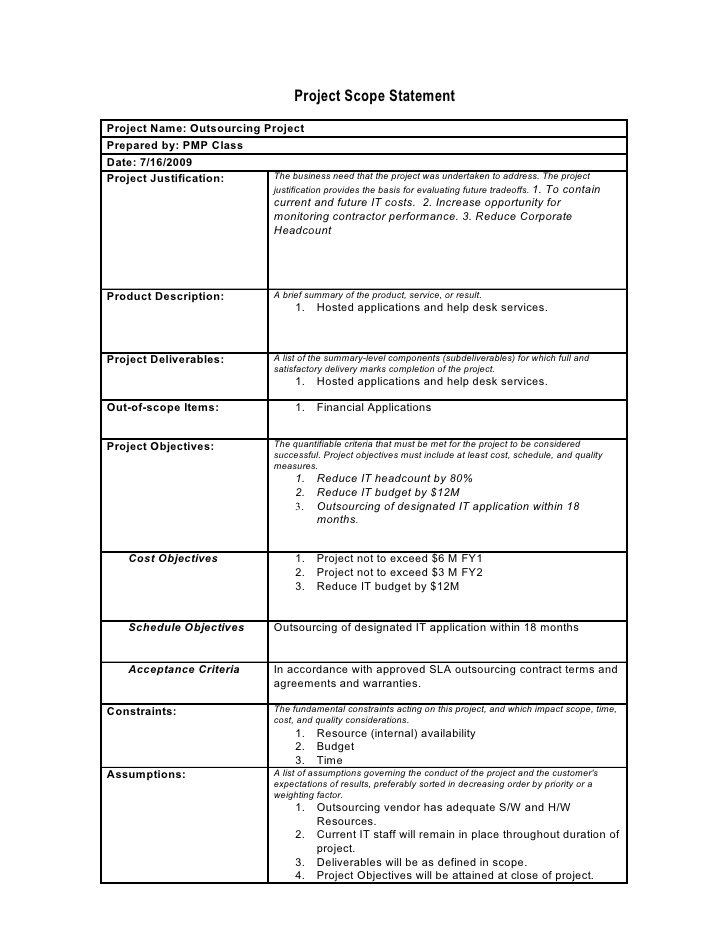 Project Scope Statement
Project Name: Outsourcing Project
Prepared by: PMP Class
Date: 7/16/2009
Project Justification:
The business need that the project was undertaken to address. The project
justification provides the basis for evaluating future tradeoffs. 1. To contain
current and future IT costs. 2. Increase opportunity for
monitoring contractor performance. 3. Reduce Corporate
Headcount
Product Description:
A brief summary of the product, service, or result.
1. Hosted applications and help desk services.
Project Deliverables:
A list of the summary-level components (subdeliverables) for which full and
satisfactory delivery marks completion of the project.
1. Hosted applications and help desk services.
Out-of-scope Items:
1. Financial Applications
Project Objectives:
The quantifiable criteria that must be met for the project to be considered
successful. Project objectives must include at least cost, schedule, and quality
measures.
1. Reduce IT headcount by 80%
2. Reduce IT budget by $12M
3. Outsourcing of designated IT application within 18
months.
Cost Objectives
1. Project not to exceed $6 M FY1
2. Project not to exceed $3 M FY2
3. Reduce IT budget by $12M
Schedule Objectives
Outsourcing of designated IT application within 18 months
Acceptance Criteria
In accordance with approved SLA outsourcing contract terms and
agreements and warranties.
Constraints:
The fundamental constraints acting on this project, and which impact scope, time,
cost, and quality considerations.
1. Resource (internal) availability
2. Budget
3. Time
Assumptions:
A list of assumptions governing the conduct of the project and the customer's
expectations of results, preferably sorted in decreasing order by priority or a
weighting factor.
1. Outsourcing vendor has adequate S/W and H/W
Resources.
2. Current IT staff will remain in place throughout duration of
project.
3. Deliverables will be as defined in scope.
4. Project Objectives will be attained at close of project.